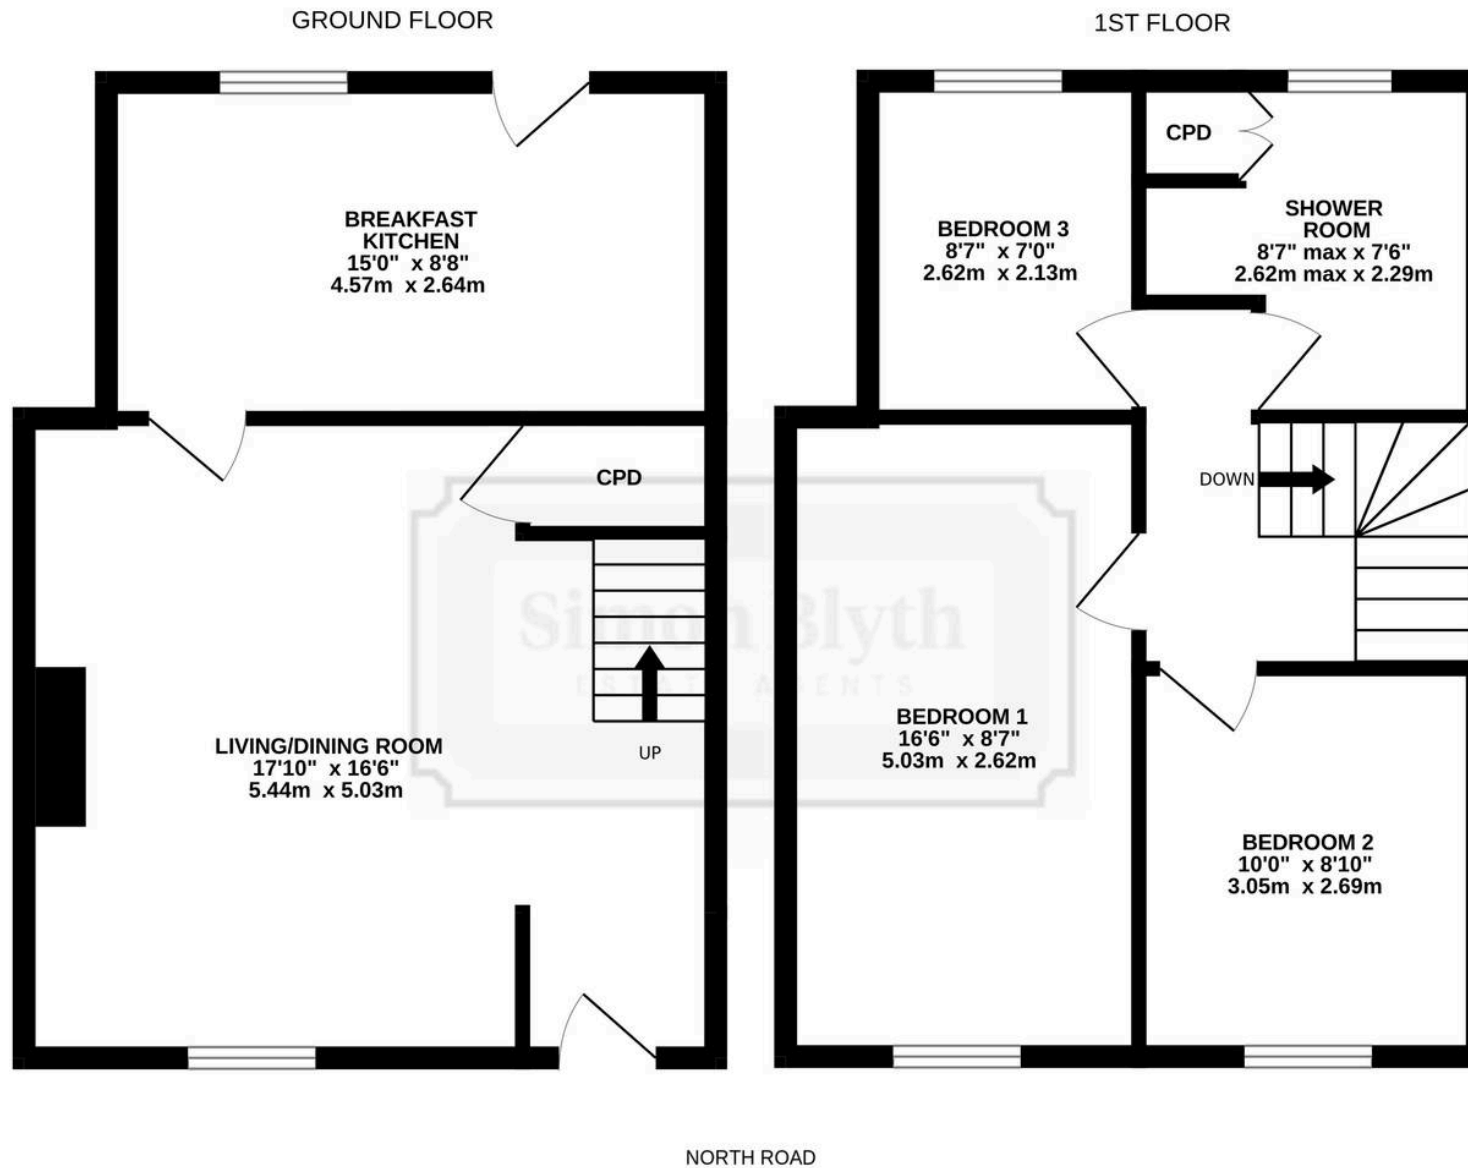 GROUND FLOOR
BREAKFAST
KITCHEN
15'0" x 8'8"
4.57m x 2.64m
CPD
UP
LIVING/DINING ROOM
17'10" x 16'6"
5.44m x 5.03m
1ST FLOOR
CPD
SHOWER
ROOM
8'7" max x 7'6"
2.62m max x 2.29m
BEDROOM 3
8'7" x 7'0"
2.62m x 2.13m
DOWN
BEDROOM 1
16'6" x 8'7"
5.03m x 2.62m
BEDROOM 2
10'0" x 8'10"
3.05m x 2.69m
Simon Blyth
ESTATE AGENTS
NORTH ROAD